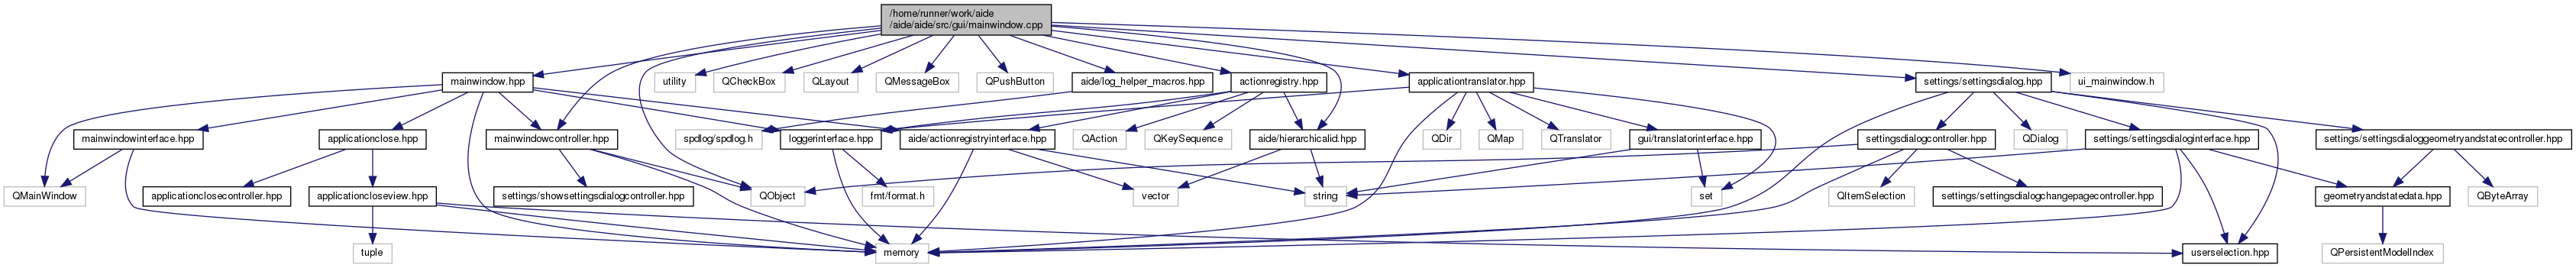 /home/runner/work/aide
/aide/aide/src/gui/mainwindow.cpp
mainwindow.hpp
utility
QCheckBox
QLayout
QMessageBox
QPushButton
aide/log_helper_macros.hpp
actionregistry.hpp
applicationtranslator.hpp
settings/settingsdialog.hpp
ui_mainwindow.h
mainwindowinterface.hpp
applicationclose.hpp
mainwindowcontroller.hpp
spdlog/spdlog.h
loggerinterface.hpp
aide/actionregistryinterface.hpp
QAction
QKeySequence
aide/hierarchicalid.hpp
QDir
QMap
QTranslator
gui/translatorinterface.hpp
settingsdialogcontroller.hpp
QDialog
settings/settingsdialoginterface.hpp
settings/settingsdialoggeometryandstatecontroller.hpp
QMainWindow
applicationclosecontroller.hpp
applicationcloseview.hpp
settings/showsettingsdialogcontroller.hpp
QObject
fmt/format.h
vector
string
set
QItemSelection
settings/settingsdialogchangepagecontroller.hpp
geometryandstatedata.hpp
QByteArray
tuple
memory
userselection.hpp
QPersistentModelIndex